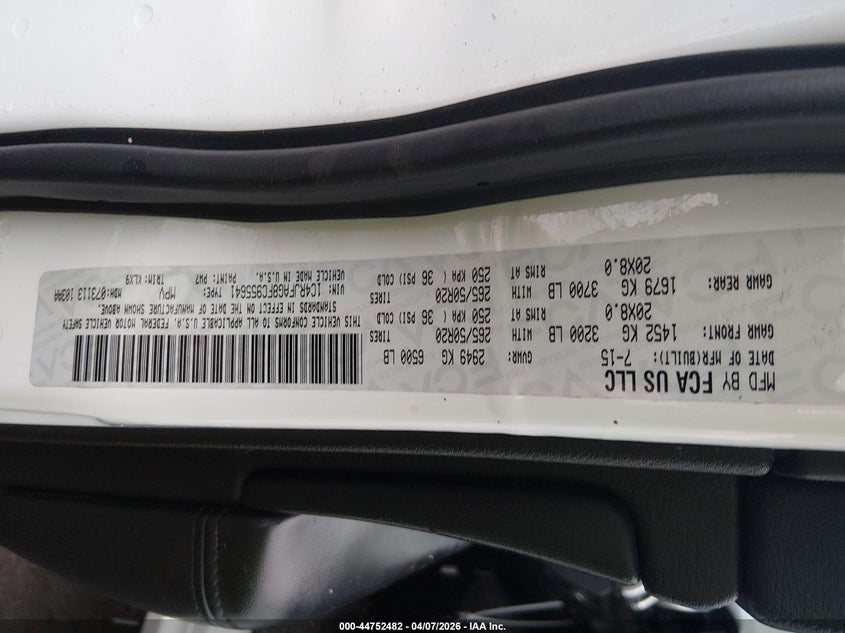 MFD BY FCA US LLC
DATE OF MFR(BUILT): 7-15 GVWR: 2949 KG 6500 LB
GAWR FRONT: 1452 KG 3200 LB WITH TIRES
20X8.0 RIMS AT 250 KPA ( 36 PSI) COLD 265/50R20
GAWR REAR: 1679 KG 3700 LB WITH TIRES
20X8.0 RIMS AT 250 KPA ( 36 PSI) COLD 265/50R20
THIS VEHICLE CONFORMS TO ALL APPLICABLE U.S.A. FEDERAL MOTOR VEHICLE SAFETY
STANDARDS IN EFFECT ON THE DATE OF MANUFACTURE SHOWN ABOVE.
VIN: 1C4RJFAG8FC955641 TYPE: MPV MDH: 073113 103AA
VEHICLE MADE IN U.S.A. PAINT: PW7 TRIM: KLX9
000-44752482 - 04/07/2026 - IAA Inc.